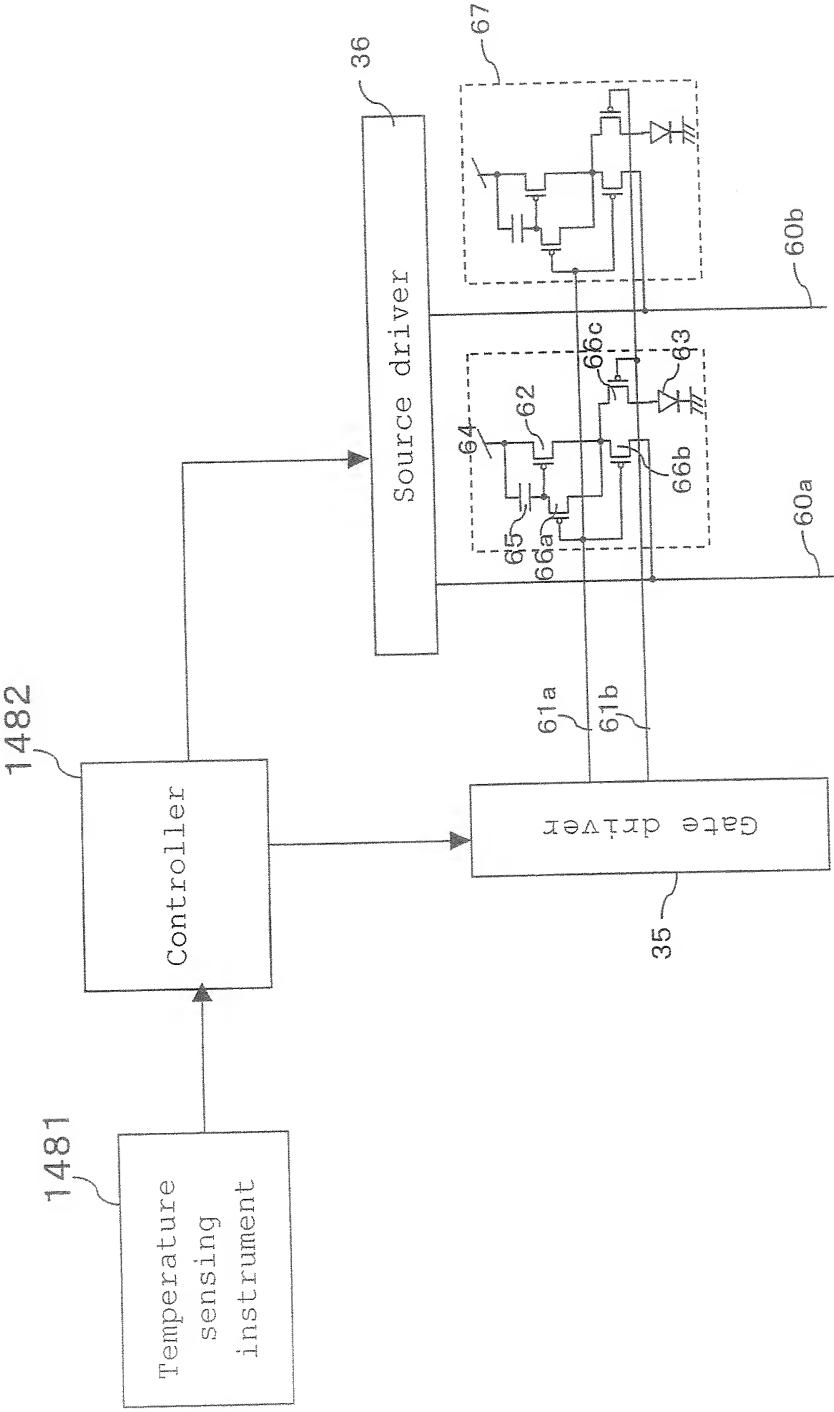 1481
Temperature
sensing
instrument
1482
Controller
35
Gate driver
36
Source driver
61a
61b
64
62
65
66a
66b
66c
63
67
60a
60b